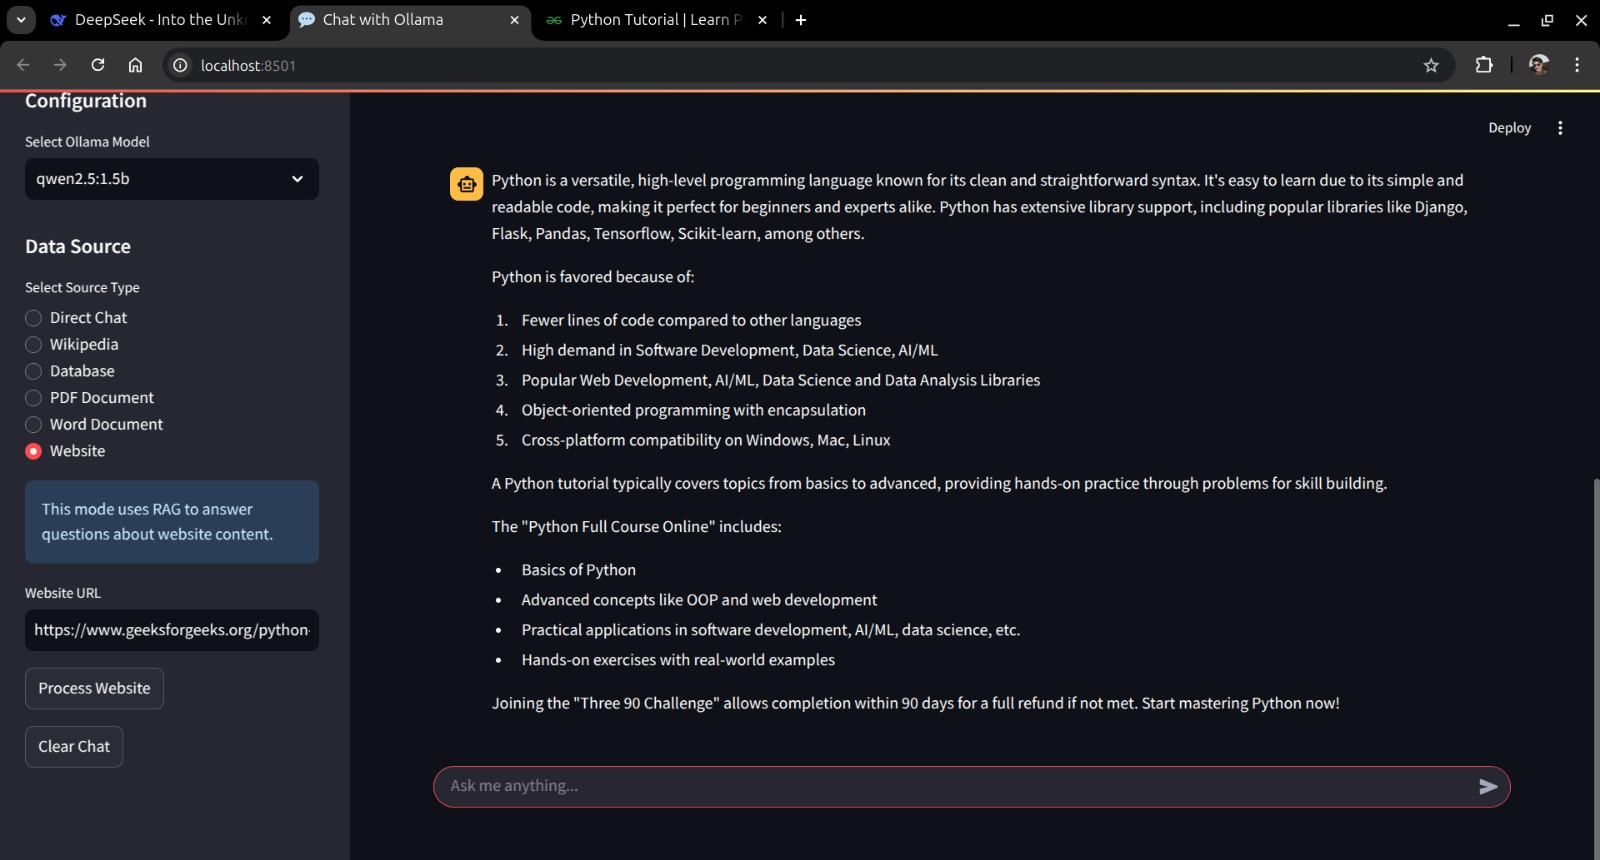 DeepSeek - Into the Unkn
Chat with Ollama
Python Tutorial | Learn P
localhost:8501
Configuration
Select Ollama Model
qwen2.5:1.5b
Data Source
Select Source Type
Direct Chat
Wikipedia
Database
PDF Document
Word Document
Website
This mode uses RAG to answer
questions about website content.
Website URL
https://www.geeksforgeeks.org/python-
Process Website
Clear Chat
Deploy
Python is a versatile, high-level programming language known for its clean and straightforward syntax. It's easy to learn due to its simple and
readable code, making it perfect for beginners and experts alike. Python has extensive library support, including popular libraries like Django,
Flask, Pandas, Tensorflow, Scikit-learn, among others.
Python is favored because of:
1. Fewer lines of code compared to other languages
2. High demand in Software Development, Data Science, AI/ML
3. Popular Web Development, AI/ML, Data Science and Data Analysis Libraries
4. Object-oriented programming with encapsulation
5. Cross-platform compatibility on Windows, Mac, Linux
A Python tutorial typically covers topics from basics to advanced, providing hands-on practice through problems for skill building.
The "Python Full Course Online" includes:
• Basics of Python
• Advanced concepts like OOP and web development
• Practical applications in software development, AI/ML, data science, etc.
• Hands-on exercises with real-world examples
Joining the "Three 90 Challenge" allows completion within 90 days for a full refund if not met. Start mastering Python now!
Ask me anything...